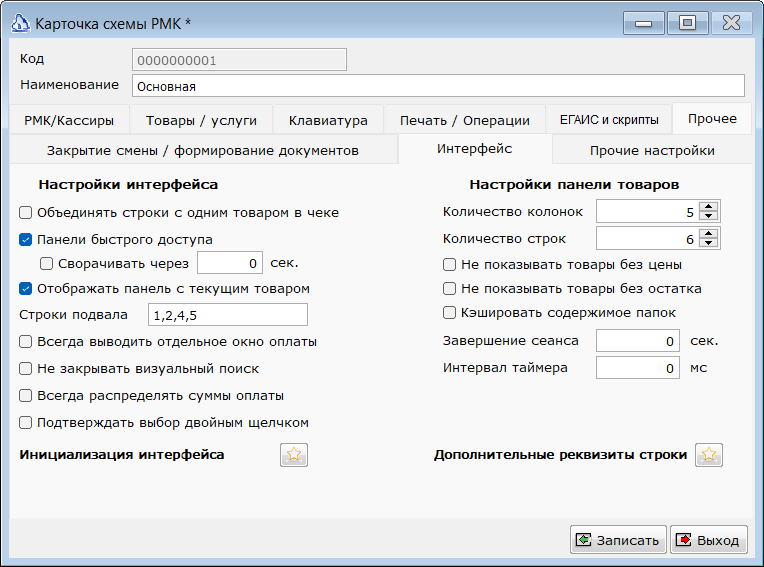 Карточка схемы РМК *
Код 0000000001
Наименование Основная
РМК/Кассиры Товары / услуги Клавиатура Печать / Операции ЕГАИС и скрипты Прочее
Закрытие смены / формирование документов Интерфейс Прочие настройки
Настройки интерфейса
Объединять строки с одним товаром в чеке
Панели быстрого доступа
Сворачивать через 0 сек.
Отображать панель с текущим товаром
Строки подвала 1,2,4,5
Всегда выводить отдельное окно оплаты
Не закрывать визуальный поиск
Всегда распределять суммы оплаты
Подтверждать выбор двойным щелчком
Инициализация интерфейса
Настройки панели товаров
Количество колонок 5
Количество строк 6
Не показывать товары без цены
Не показывать товары без остатка
Кэшировать содержимое папок
Завершение сеанса 0 сек.
Интервал таймера 0 мс
Дополнительные реквизиты строки
Записать Выход